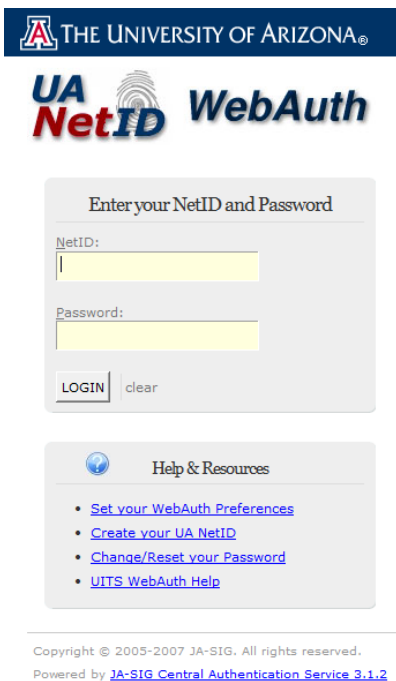 THE UNIVERSITY OF ARIZONA®
UA
NetID WebAuth
Enter your NetID and Password
NetID:
Password:
LOGIN clear
Help & Resources
• Set your WebAuth Preferences
• Create your UA NetID
• Change/Reset your Password
• UITS WebAuth Help
Copyright © 2005-2007 JA-SIG. All rights reserved.
Powered by JA-SIG Central Authentication Service 3.1.2